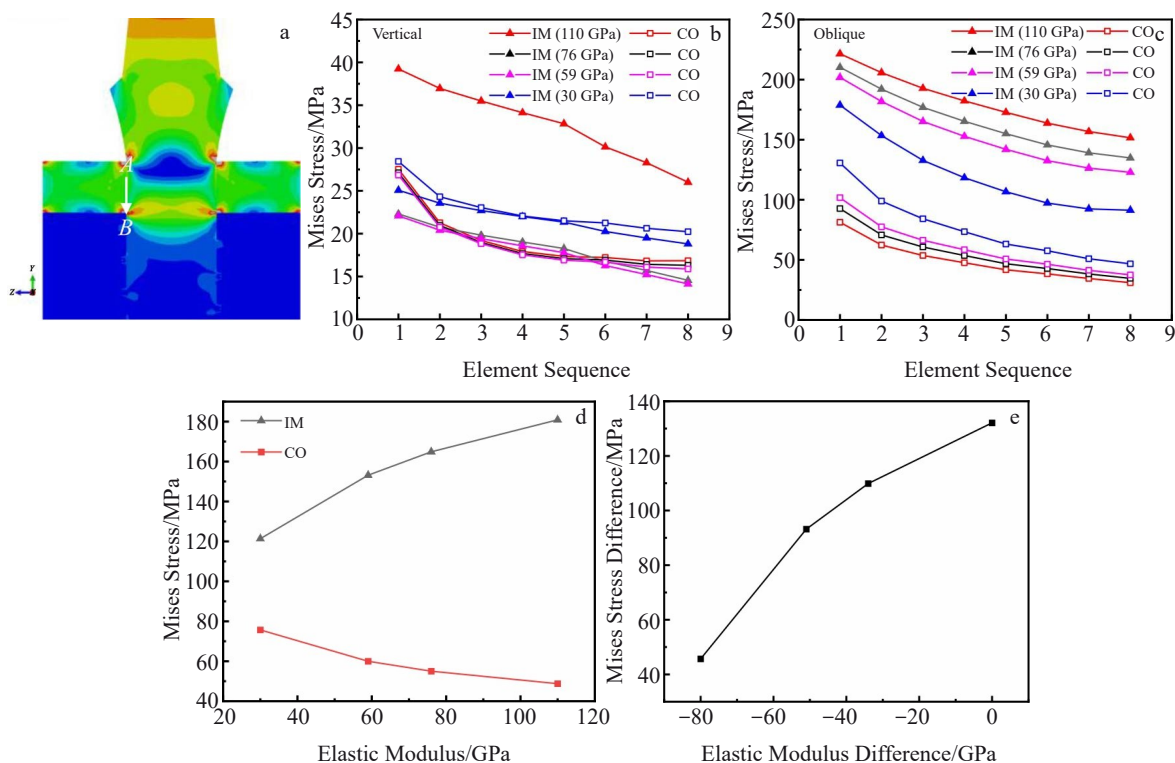 a
A
B
Y
Z
X
Mises Stress/MPa
45
40
35
30
25
20
15
10
Vertical
b
IM (110 GPa) CO
IM (76 GPa) CO
IM (59 GPa) CO
IM (30 GPa) CO
0 1 2 3 4 5 6 7 8 9
Element Sequence
Mises Stress/MPa
250
200
150
100
50
0
Oblique
c
IM (110 GPa) CO
IM (76 GPa) CO
IM (59 GPa) CO
IM (30 GPa) CO
0 1 2 3 4 5 6 7 8 9
Element Sequence
Mises Stress/MPa
180
160
140
120
100
80
60
40
IM
CO
d
20 40 60 80 100 120
Elastic Modulus/GPa
Mises Stress Difference/MPa
140
120
100
80
60
40
e
−80 −60 −40 −20 0
Elastic Modulus Difference/GPa